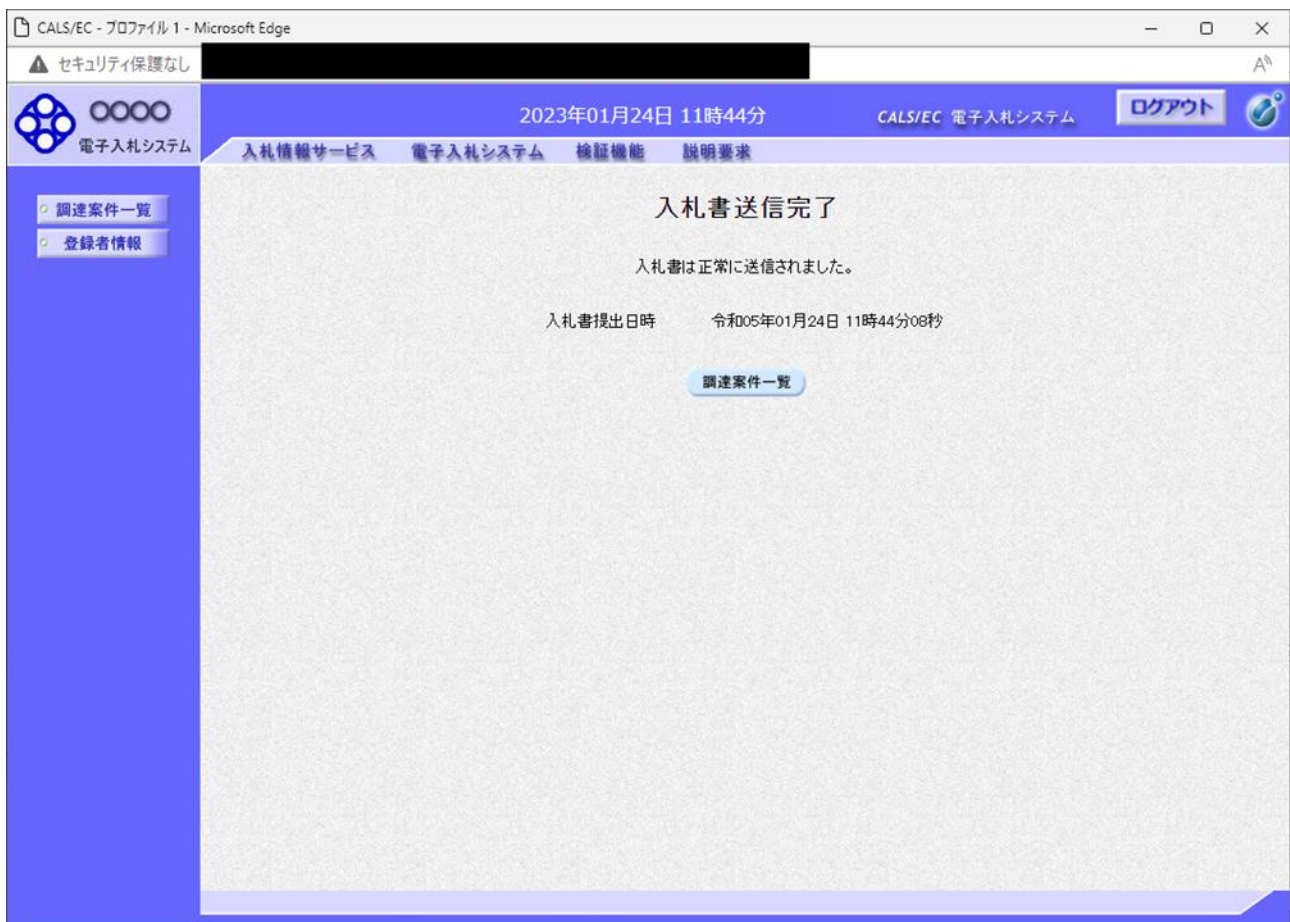 CALS/EC - プロファイル 1 - Microsoft Edge
セキュリティ保護なし
〇〇〇〇
電子入札システム
2023年01月24日 11時44分
CALS/EC 電子入札システム
ログアウト
入札情報サービス 電子入札システム 検証機能 説明要求
調達案件一覧
登録者情報
入札書送信完了
入札書は正常に送信されました。
入札書提出日時 令和05年01月24日 11時44分08秒
調達案件一覧